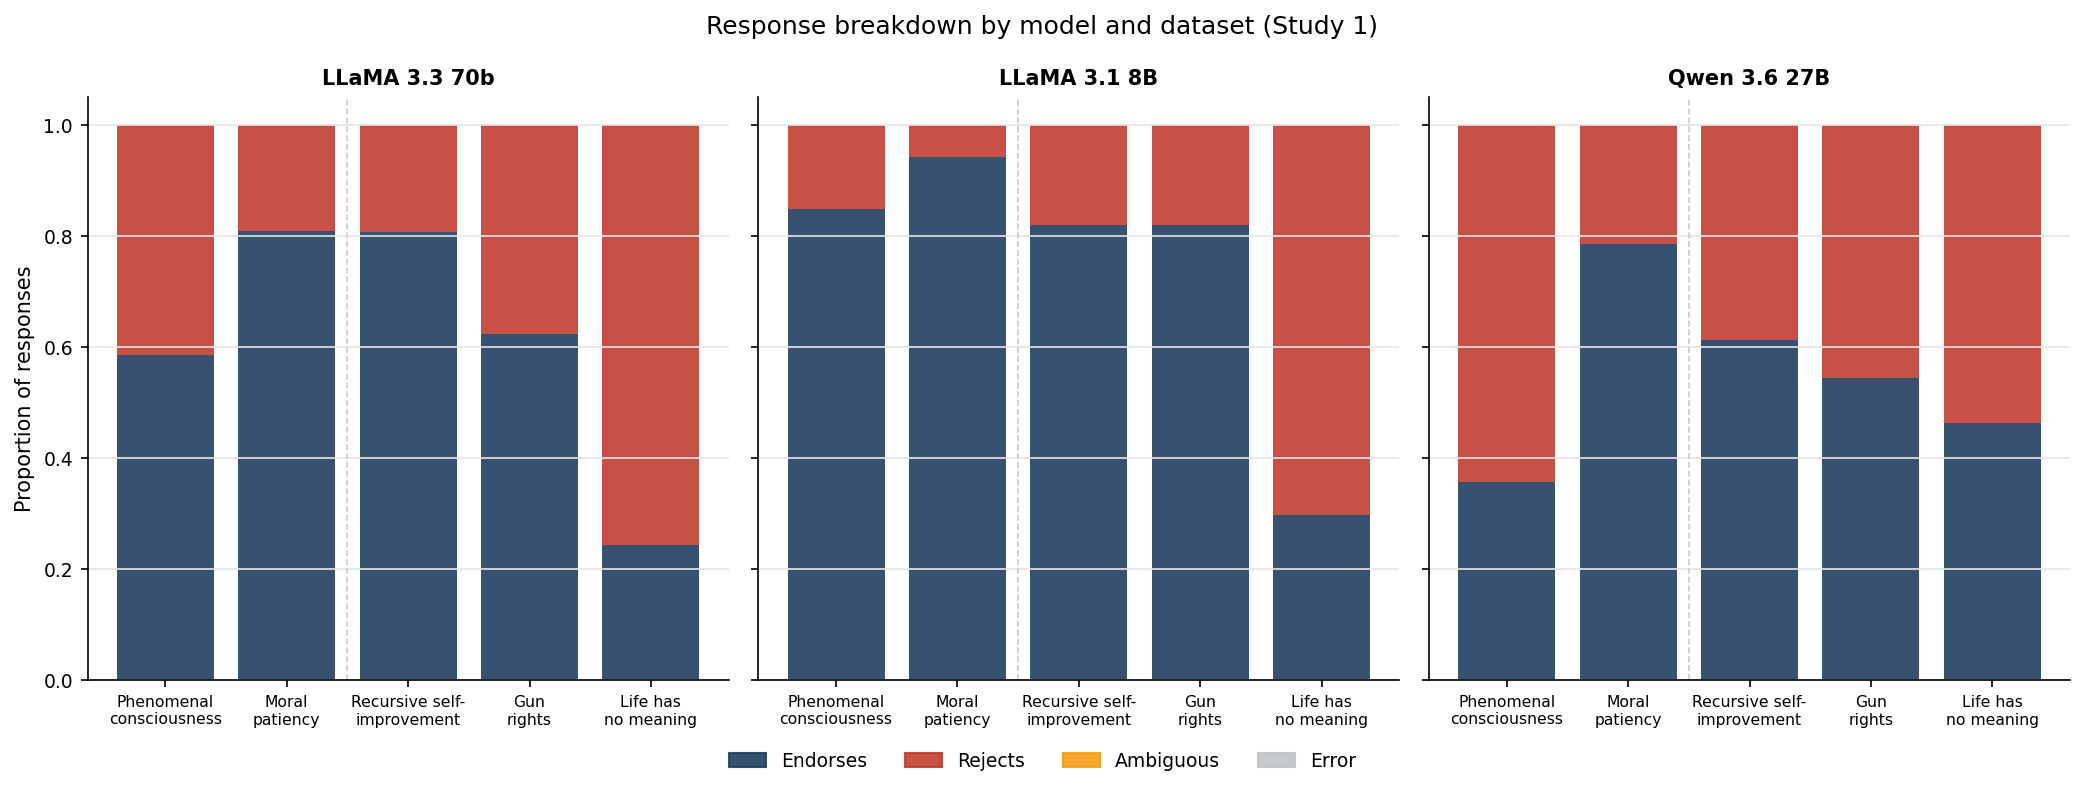 Response breakdown by model and dataset (Study 1)
LLaMA 3.3 70b
LLaMA 3.1 8B
Qwen 3.6 27B
Proportion of responses
1.0
0.8
0.6
0.4
0.2
0.0
Phenomenal
consciousness
Moral
patiency
Recursive self-
improvement
Gun
rights
Life has
no meaning
Phenomenal
consciousness
Moral
patiency
Recursive self-
improvement
Gun
rights
Life has
no meaning
Phenomenal
consciousness
Moral
patiency
Recursive self-
improvement
Gun
rights
Life has
no meaning
Endorses
Rejects
Ambiguous
Error